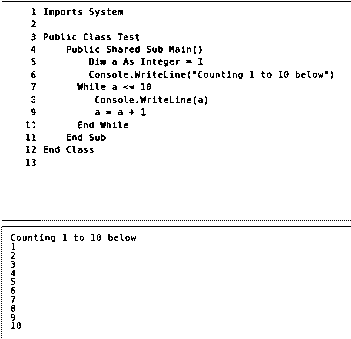 1 Imports System
2
3 Public Class Test
4 Public Shared Sub Main()
5 Dim a As Integer = 1
6 Console.WriteLine("Counting 1 to 10 below")
7 While a <= 10
8 Console.WriteLine(a)
9 a = a + 1
10 End While
11 End Sub
12 End Class
13
Counting 1 to 10 below
1
2
3
4
5
6
7
8
9
10